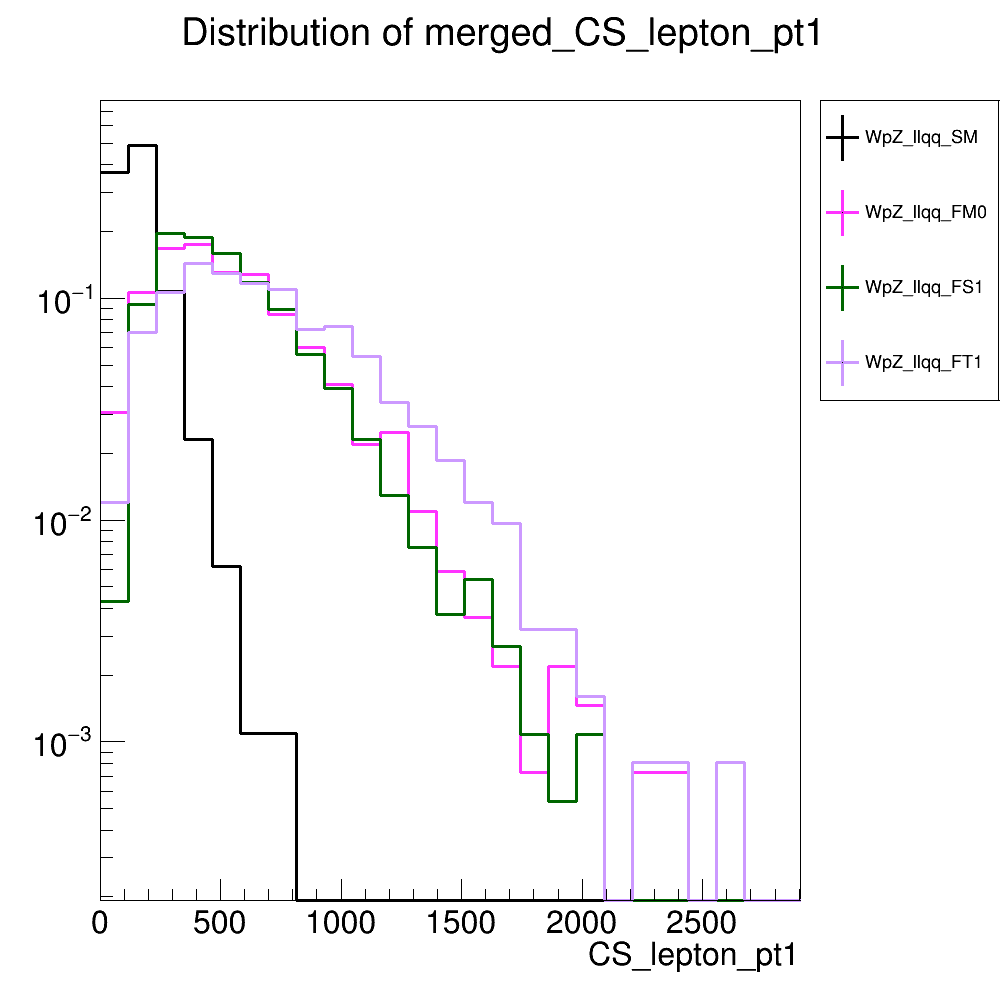 Distribution of merged_CS_lepton_pt1
WpZ_llqq_SM
WpZ_llqq_FM0
WpZ_llqq_FS1
WpZ_llqq_FT1
10−1
10−2
10−3
0 500 1000 1500 2000 2500
CS_lepton_pt1